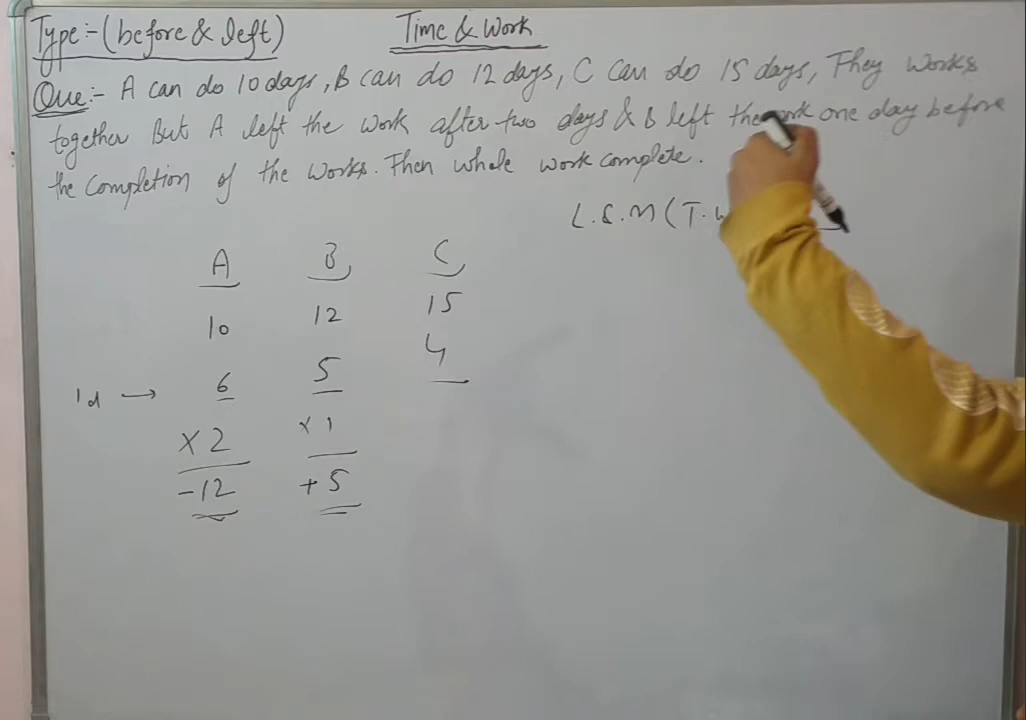 Type:-(before & left) Time & Work
Que:- A can do 10 days, B can do 12 days, C can do 15 days, They works
together But A left the work after two days & B left the one day before
the completion of the works. Then whole work complete.
L.C.M (T.
A B C
10 12 15
1d → 6 5 4
×2 ×1
-12 +5